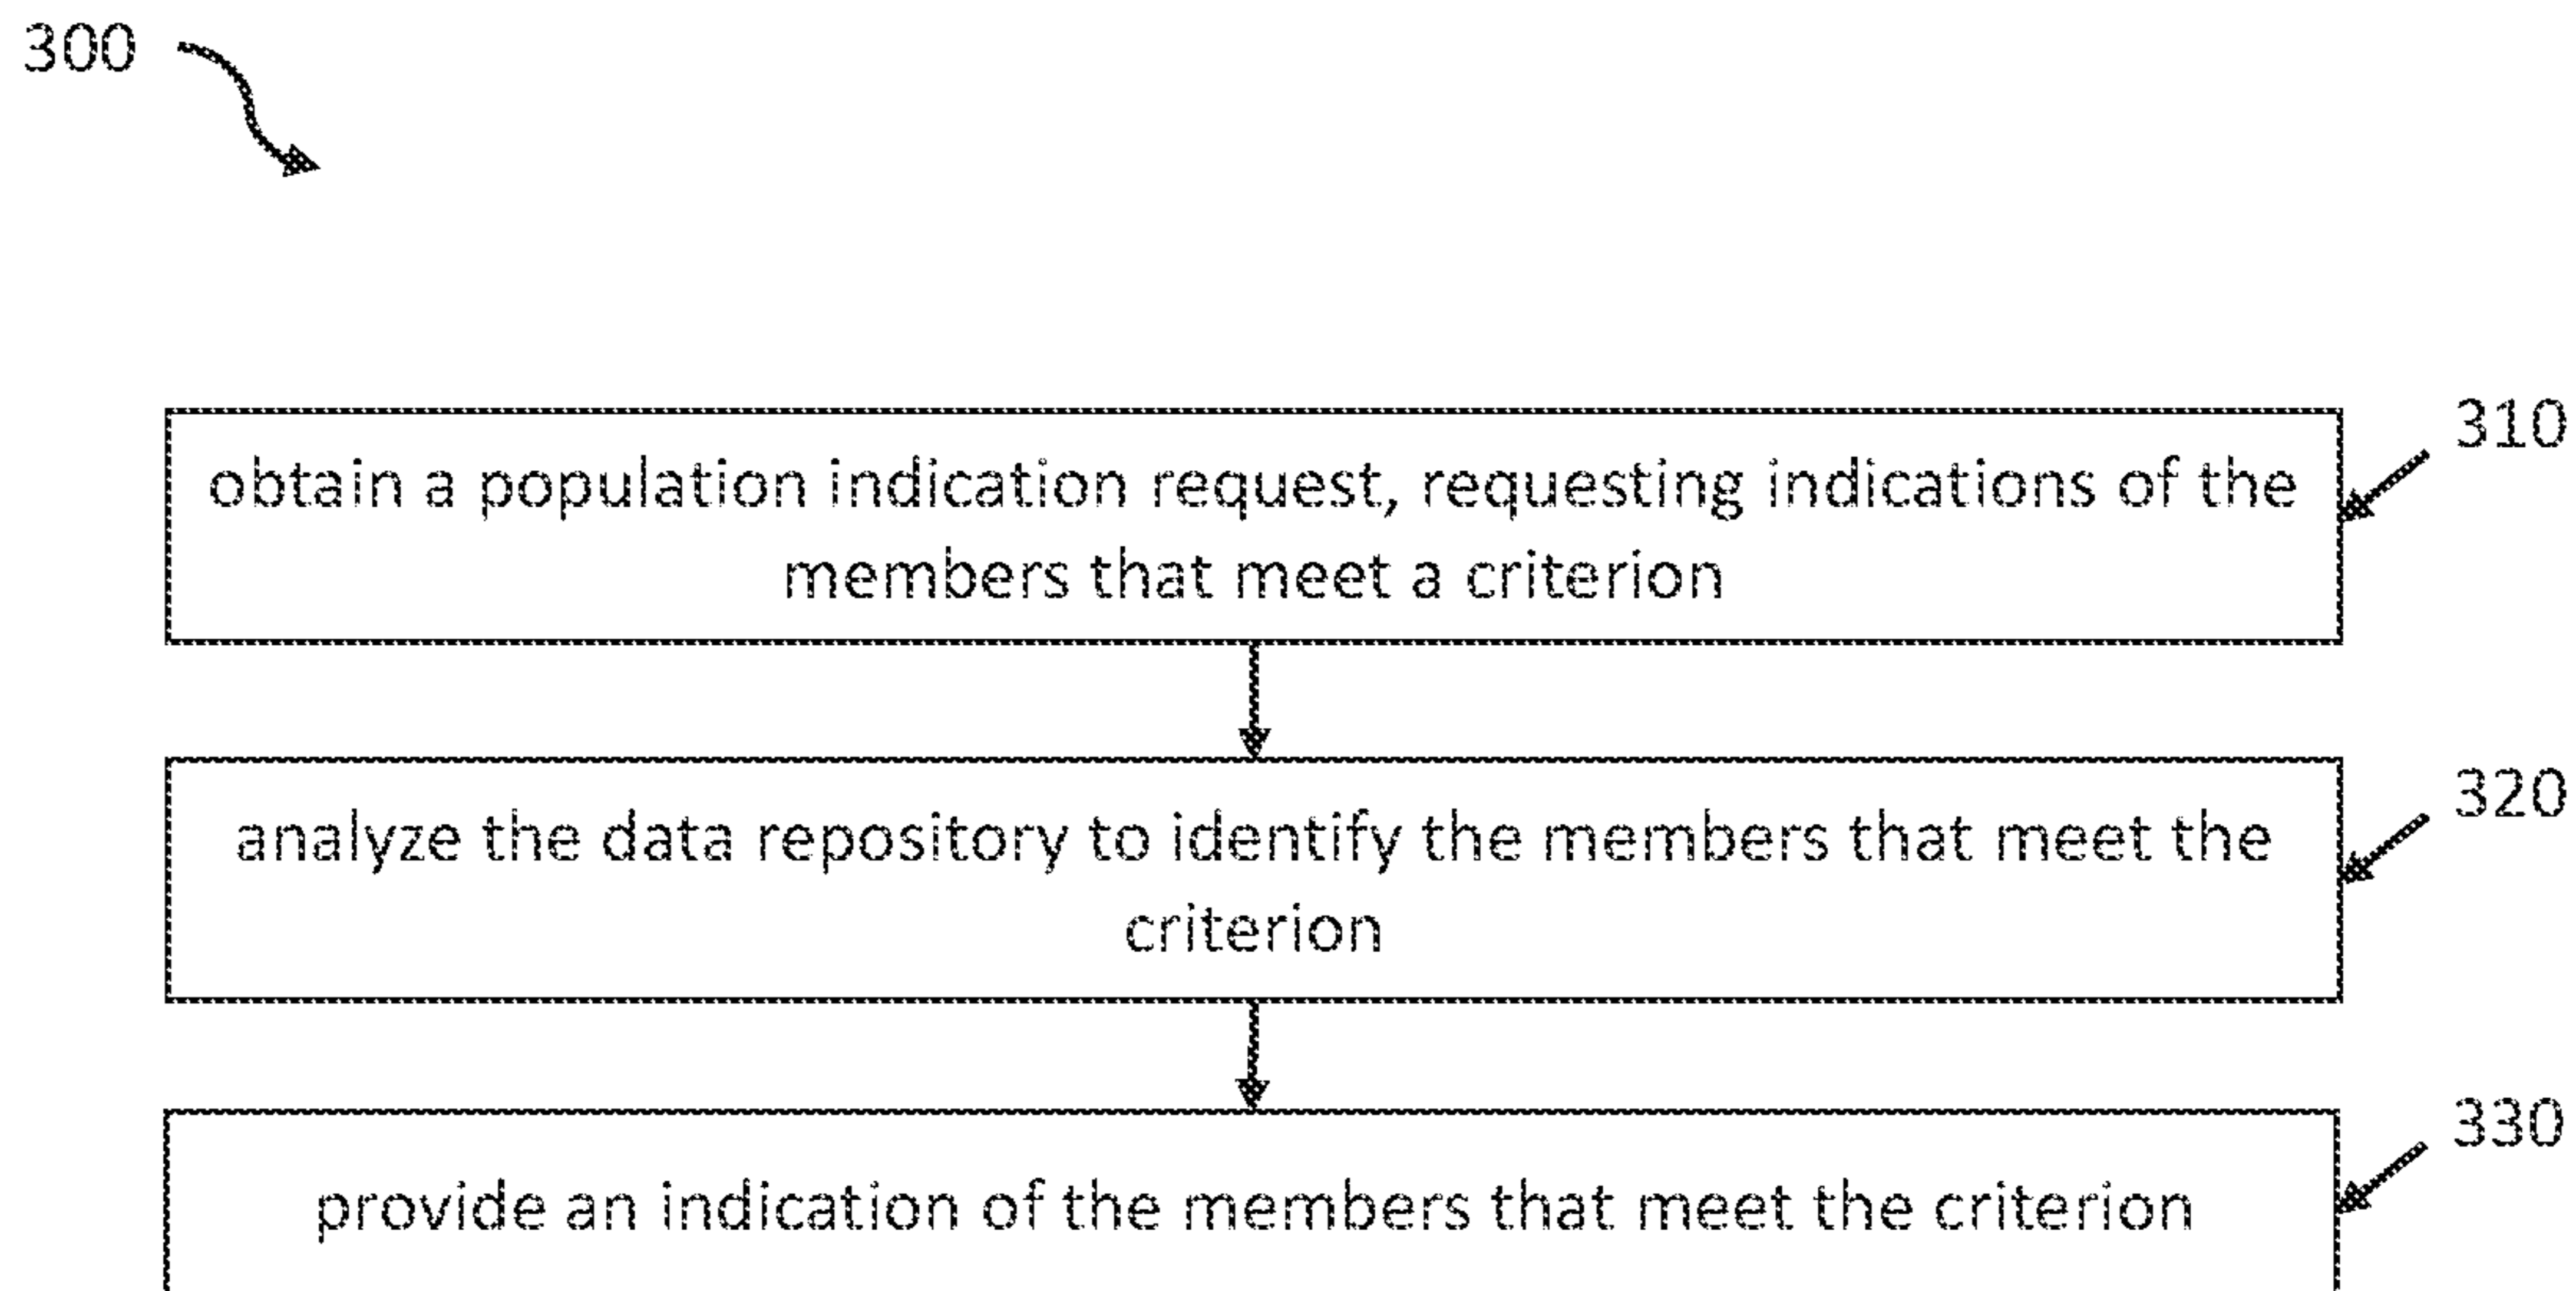 300
310
obtain a population indication request, requesting indications of the
members that meet a criterion
320
analyze the data repository to identify the members that meet the
criterion
330
provide an indication of the members that meet the criterion